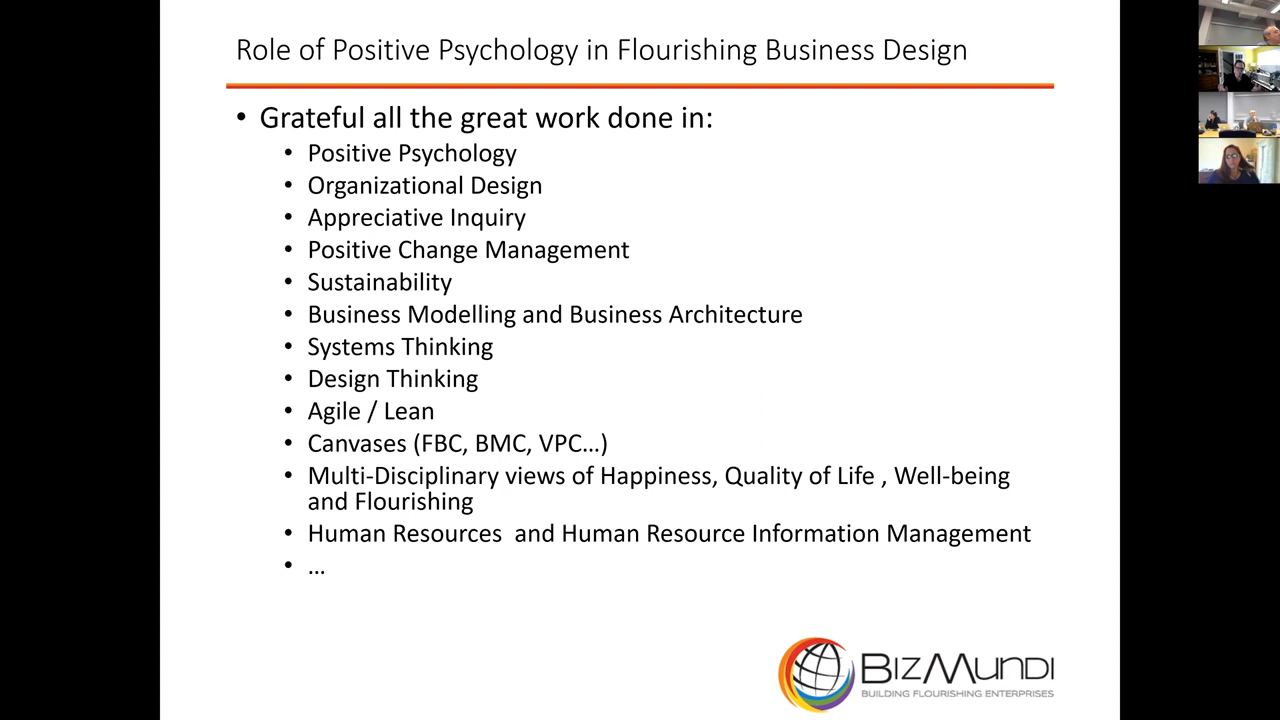 Role of Positive Psychology in Flourishing Business Design
• Grateful all the great work done in:
• Positive Psychology
• Organizational Design
• Appreciative Inquiry
• Positive Change Management
• Sustainability
• Business Modelling and Business Architecture
• Systems Thinking
• Design Thinking
• Agile / Lean
• Canvases (FBC, BMC, VPC…)
• Multi-Disciplinary views of Happiness, Quality of Life , Well-being
and Flourishing
• Human Resources  and Human Resource Information Management
• …
BIZMUNDI
BUILDING FLOURISHING ENTERPRISES